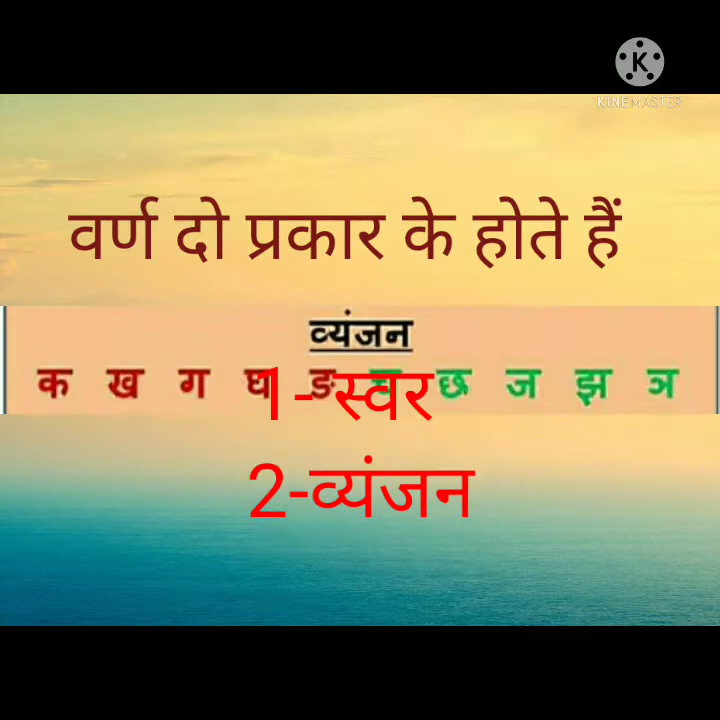 K
KINEMASTER
वर्ण दो प्रकार के होते हैं
व्यंजन
क ख ग घ ङ च छ ज झ ञ
1-स्वर
2-व्यंजन